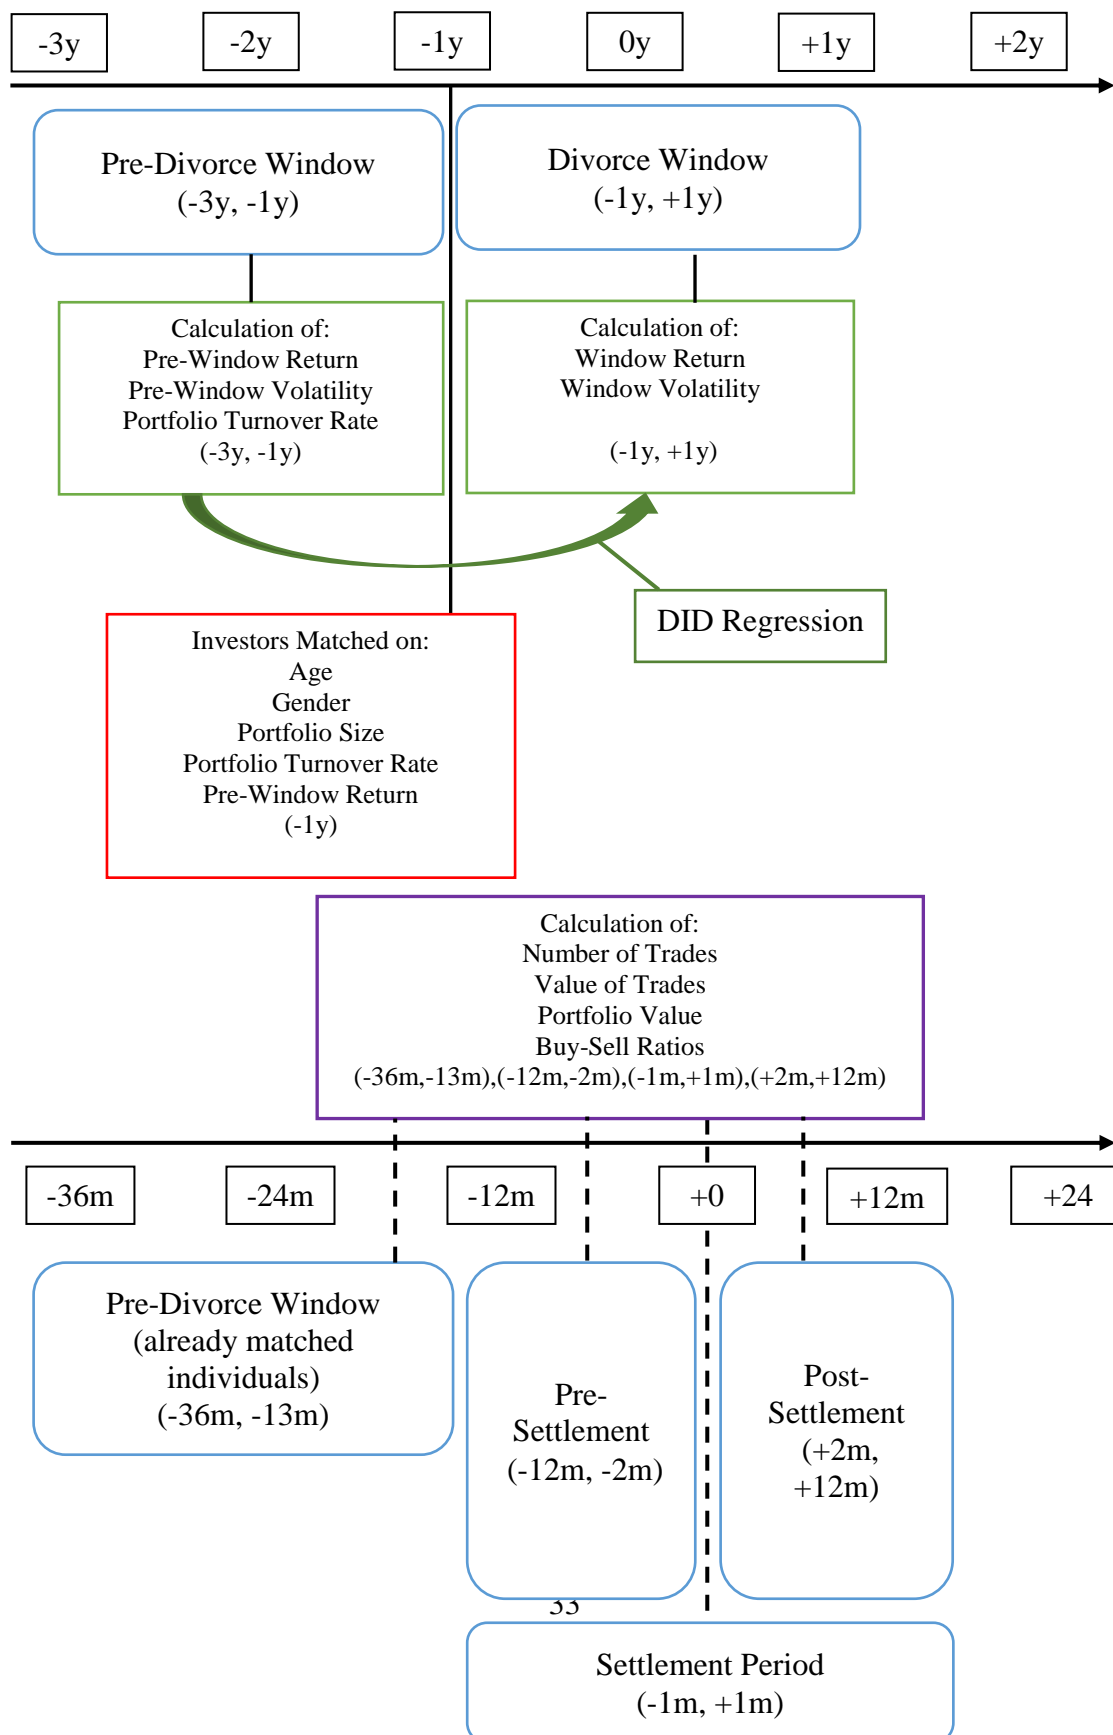 -3y
-2y
-1y
0y
+1y
+2y
Pre-Divorce Window
(-3y, -1y)
Divorce Window
(-1y, +1y)
Calculation of:
Pre-Window Return
Pre-Window Volatility
Portfolio Turnover Rate
(-3y, -1y)
Calculation of:
Window Return
Window Volatility
(-1y, +1y)
DID Regression
Investors Matched on:
Age
Gender
Portfolio Size
Portfolio Turnover Rate
Pre-Window Return
(-1y)
Calculation of:
Number of Trades
Value of Trades
Portfolio Value
Buy-Sell Ratios
(-36m,-13m),(-12m,-2m),(-1m,+1m),(+2m,+12m)
-36m
-24m
-12m
+0
+12m
+24
Pre-Divorce Window
(already matched
individuals)
(-36m, -13m)
Pre-
Settlement
(-12m, -2m)
Post-
Settlement
(+2m,
+12m)
33
Settlement Period
(-1m, +1m)